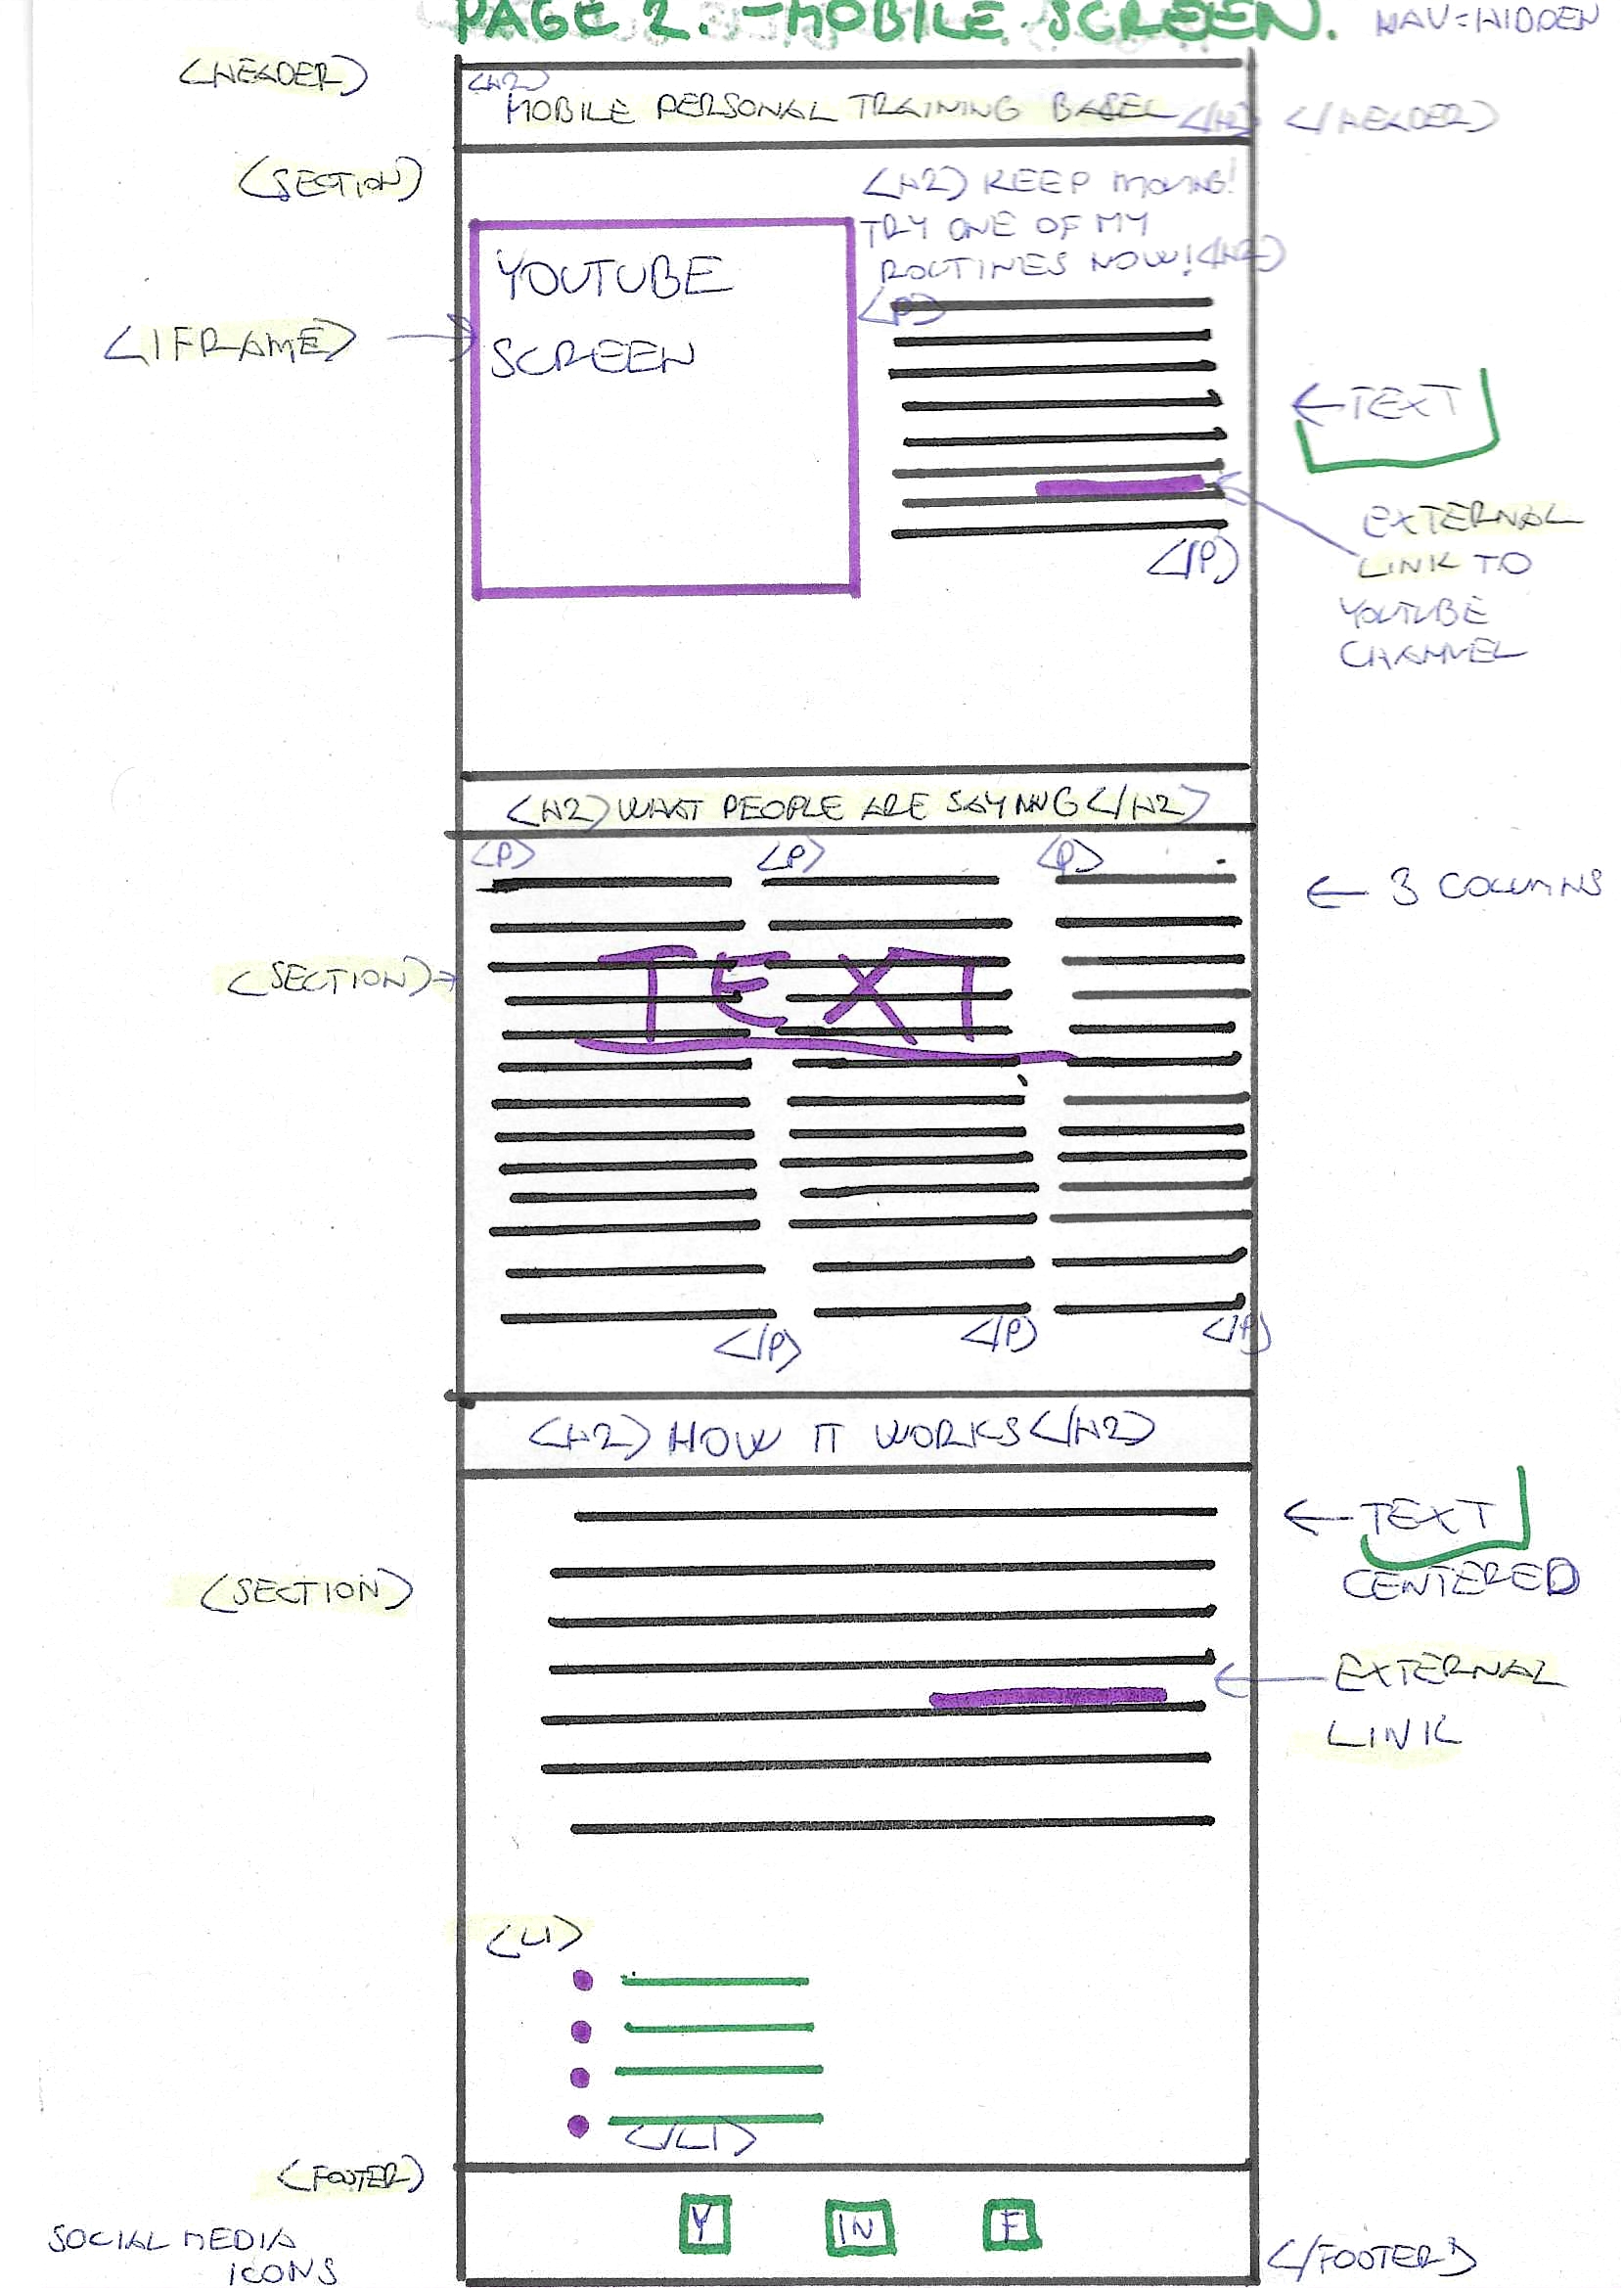 PAGE 2. - MOBILE SCREEN. NAV=HIDDEN
<HEADER>
<H2>
MOBILE PERSONAL TRAINING BASEL </H2> </HEADER>
<SECTION>
<H2> KEEP MOVING!
TRY ONE OF MY
ROUTINES NOW! <H2>
<P>
YOUTUBE
SCREEN
<IFRAME>
← TEXT
</P>
EXTERNAL
LINK TO
YOUTUBE
CHANNEL
<H2> WHAT PEOPLE ARE SAYING </H2>
<P> <P> <P>
← 3 COLUMNS
<SECTION>
TEXT
</P> </P> </P>
<H2> HOW IT WORKS </H2>
← TEXT
CENTERED
<SECTION>
EXTERNAL
LINK
<LI>
</LI>
<FOOTER>
Y IN F
SOCIAL MEDIA
ICONS
</FOOTER>